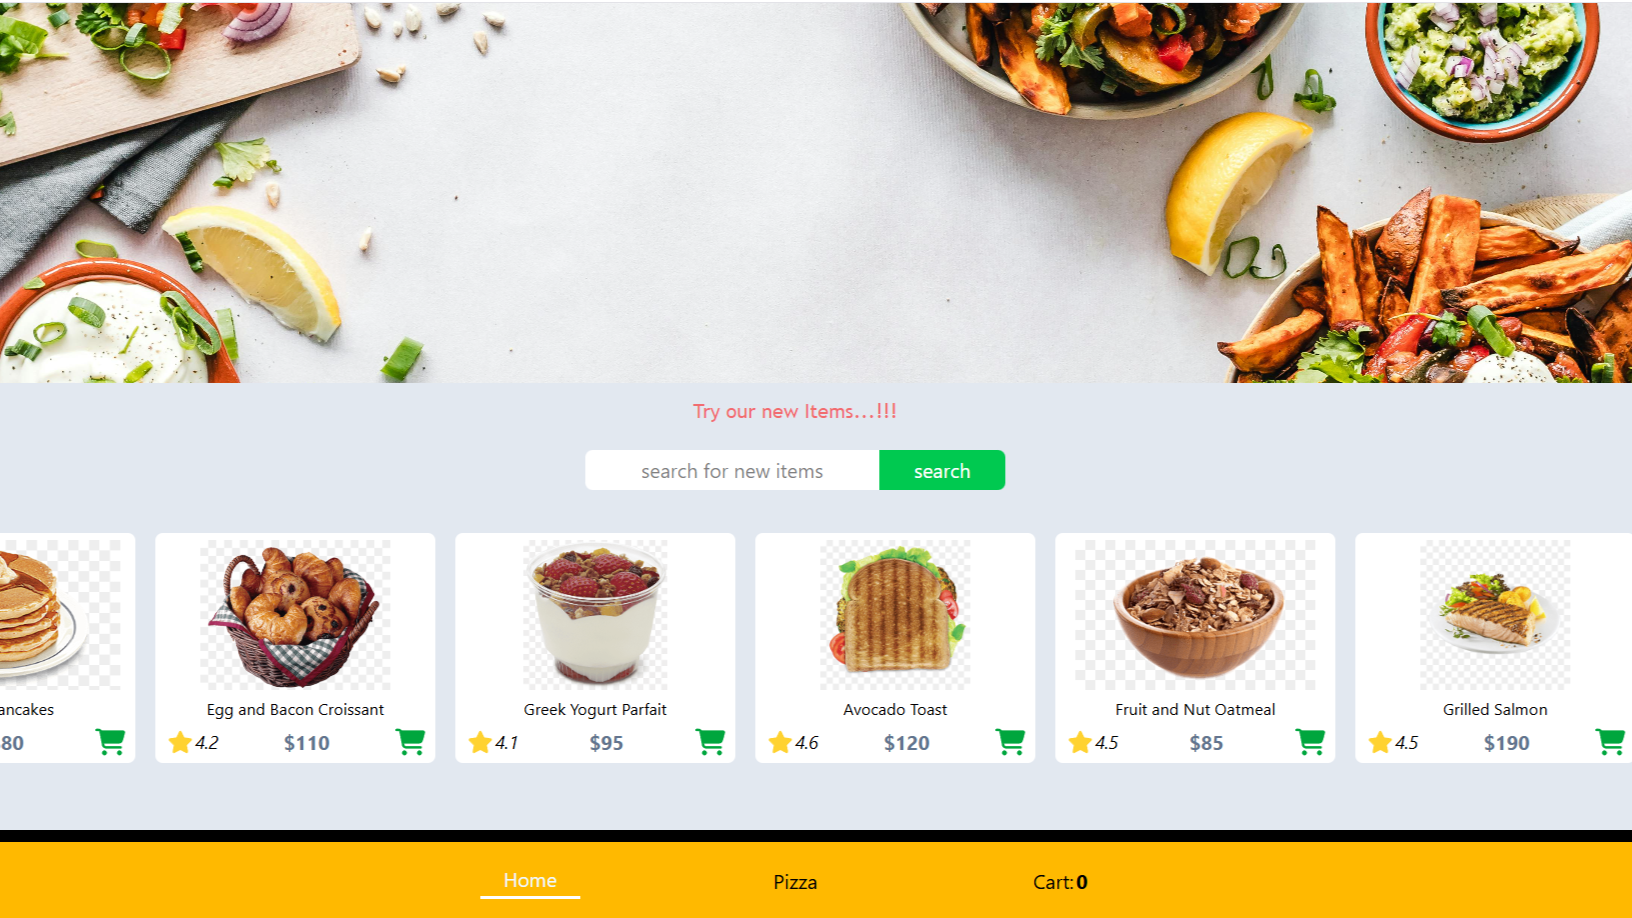 Try our new Items...!!!
search for new items
search
ancakes
80
Egg and Bacon Croissant
4.2 $110
Greek Yogurt Parfait
4.1 $95
Avocado Toast
4.6 $120
Fruit and Nut Oatmeal
4.5 $85
Grilled Salmon
4.5 $190
Home
Pizza
Cart: 0